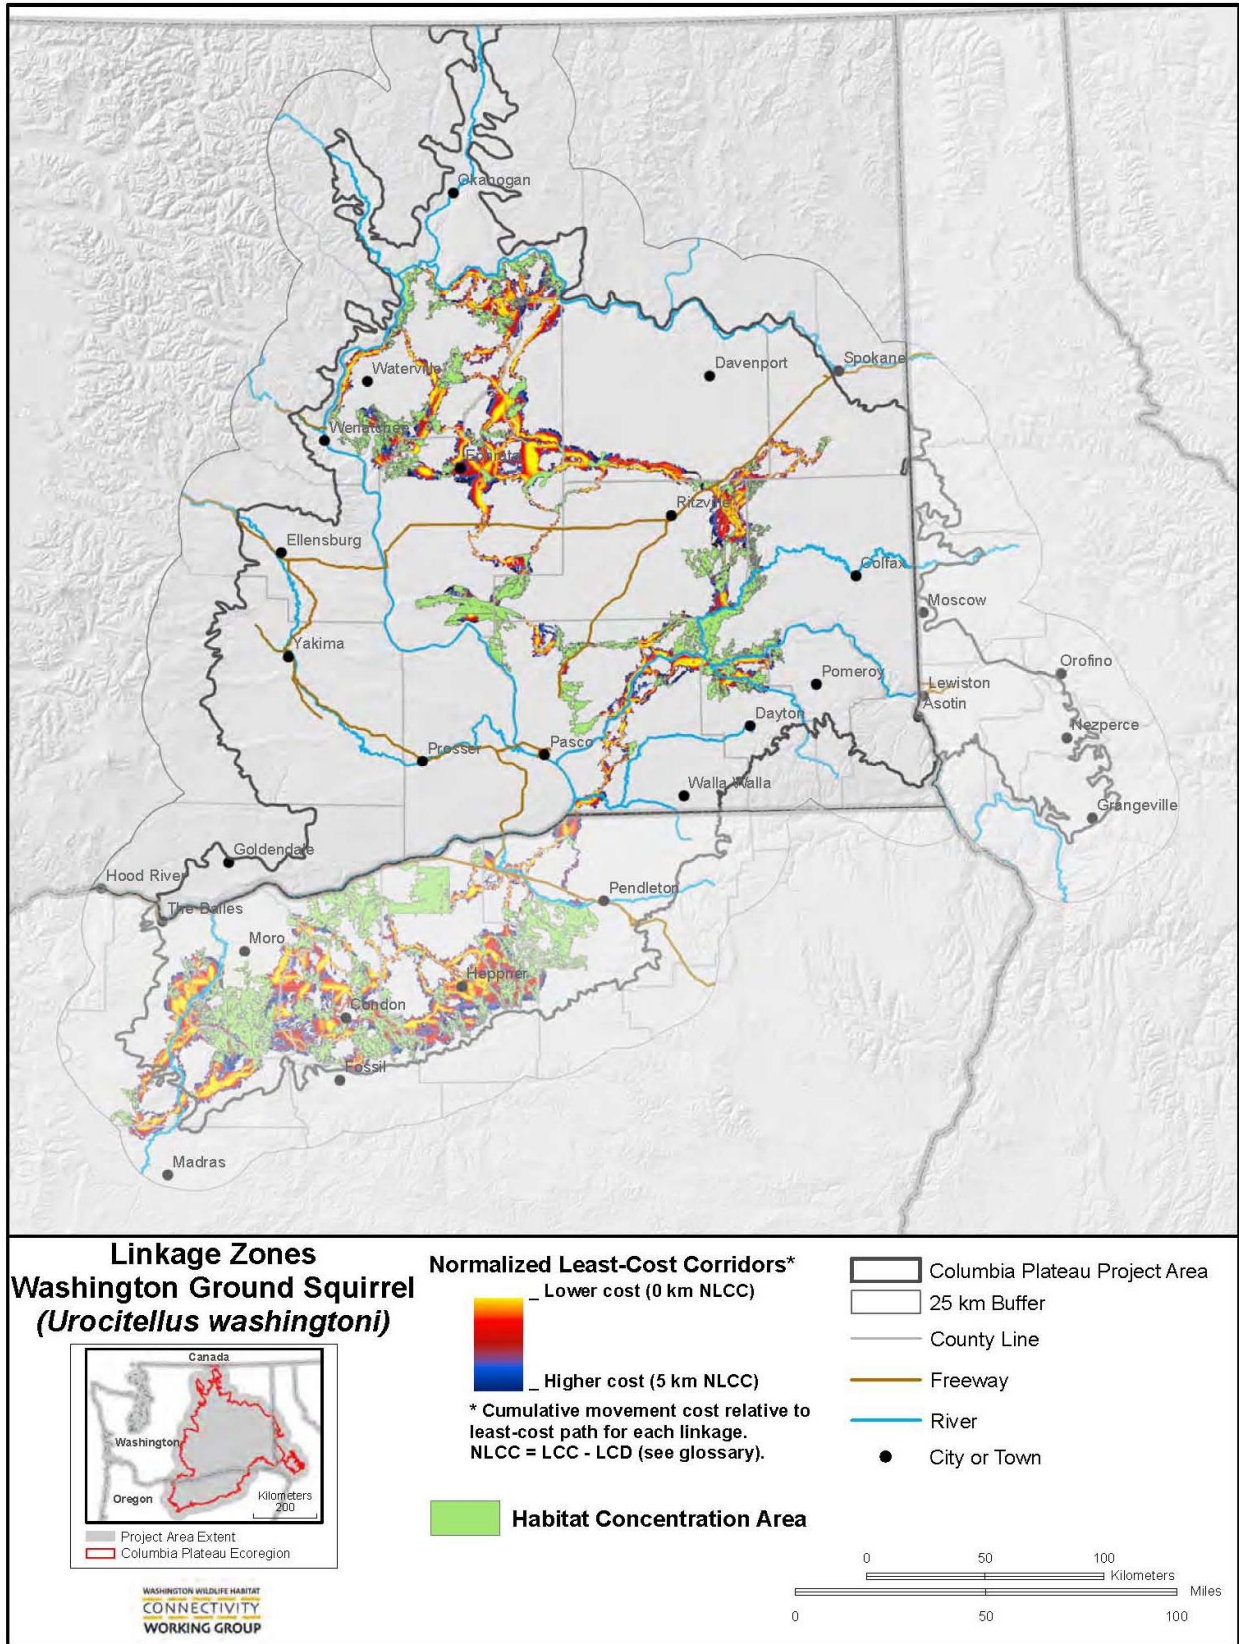 Okanogan
Waterville
Davenport
Spokane
Wenatchee
Ephrata
Ritzville
Ellensburg
Colfax
Moscow
Yakima
Orofino
Pomeroy
Lewiston
Asotin
Dayton
Nezperce
Prosser
Pasco
Walla Walla
Grangeville
Goldendale
Hood River
Pendleton
The Dalles
Moro
Heppner
Condon
Fossil
Madras
Linkage Zones
Washington Ground Squirrel
(Urocitellus washingtoni)
Canada
Washington
Oregon
Kilometers
200
Project Area Extent
Columbia Plateau Ecoregion
WASHINGTON WILDLIFE HABITAT
CONNECTIVITY
WORKING GROUP
Normalized Least-Cost Corridors*
_ Lower cost (0 km NLCC)
_ Higher cost (5 km NLCC)
* Cumulative movement cost relative to
least-cost path for each linkage.
NLCC = LCC - LCD (see glossary).
Habitat Concentration Area
Columbia Plateau Project Area
25 km Buffer
County Line
Freeway
River
City or Town
0 50 100
Kilometers
Miles
0 50 100